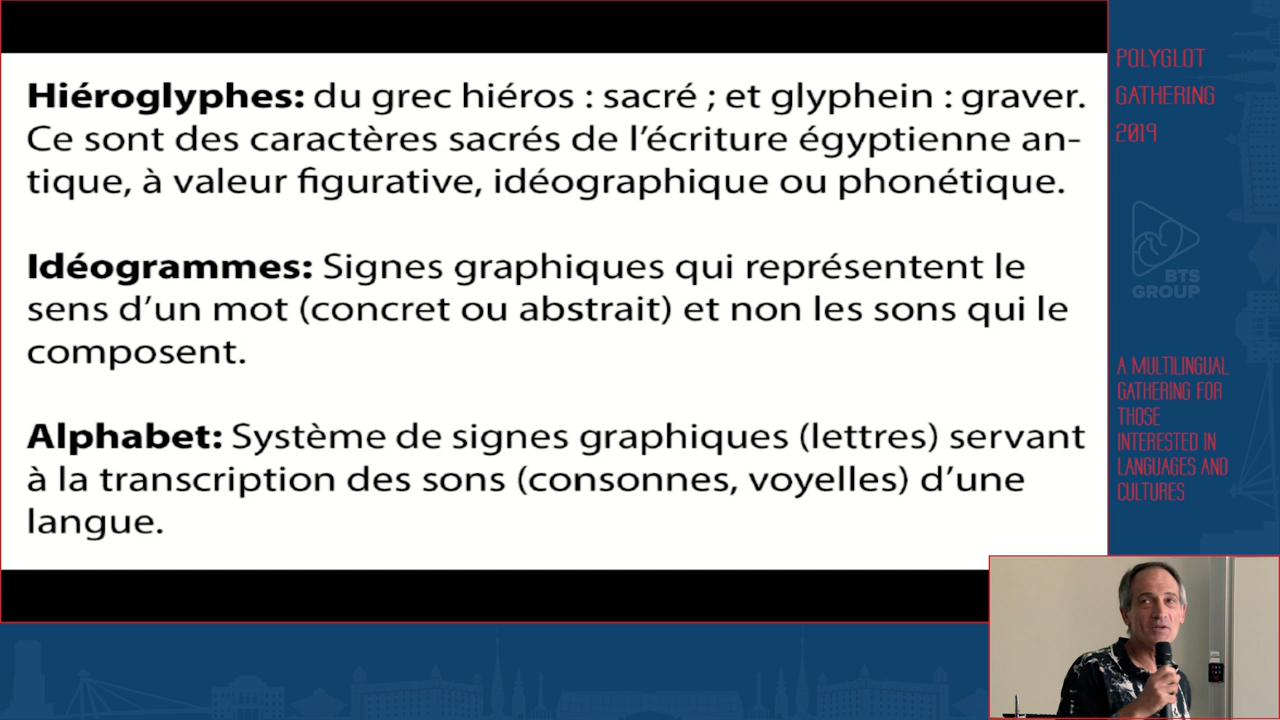 Hiéroglyphes: du grec hiéros : sacré ; et glyphein : graver.
Ce sont des caractères sacrés de l’écriture égyptienne an-
tique, à valeur figurative, idéographique ou phonétique.
Idéogrammes: Signes graphiques qui représentent le
sens d’un mot (concret ou abstrait) et non les sons qui le
composent.
Alphabet: Système de signes graphiques (lettres) servant
à la transcription des sons (consonnes, voyelles) d’une
langue.
POLYGLOT
GATHERING
2019
BTS
GROUP
A MULTILINGUAL
GATHERING FOR
THOSE
INTERESTED IN
LANGUAGES AND
CULTURES